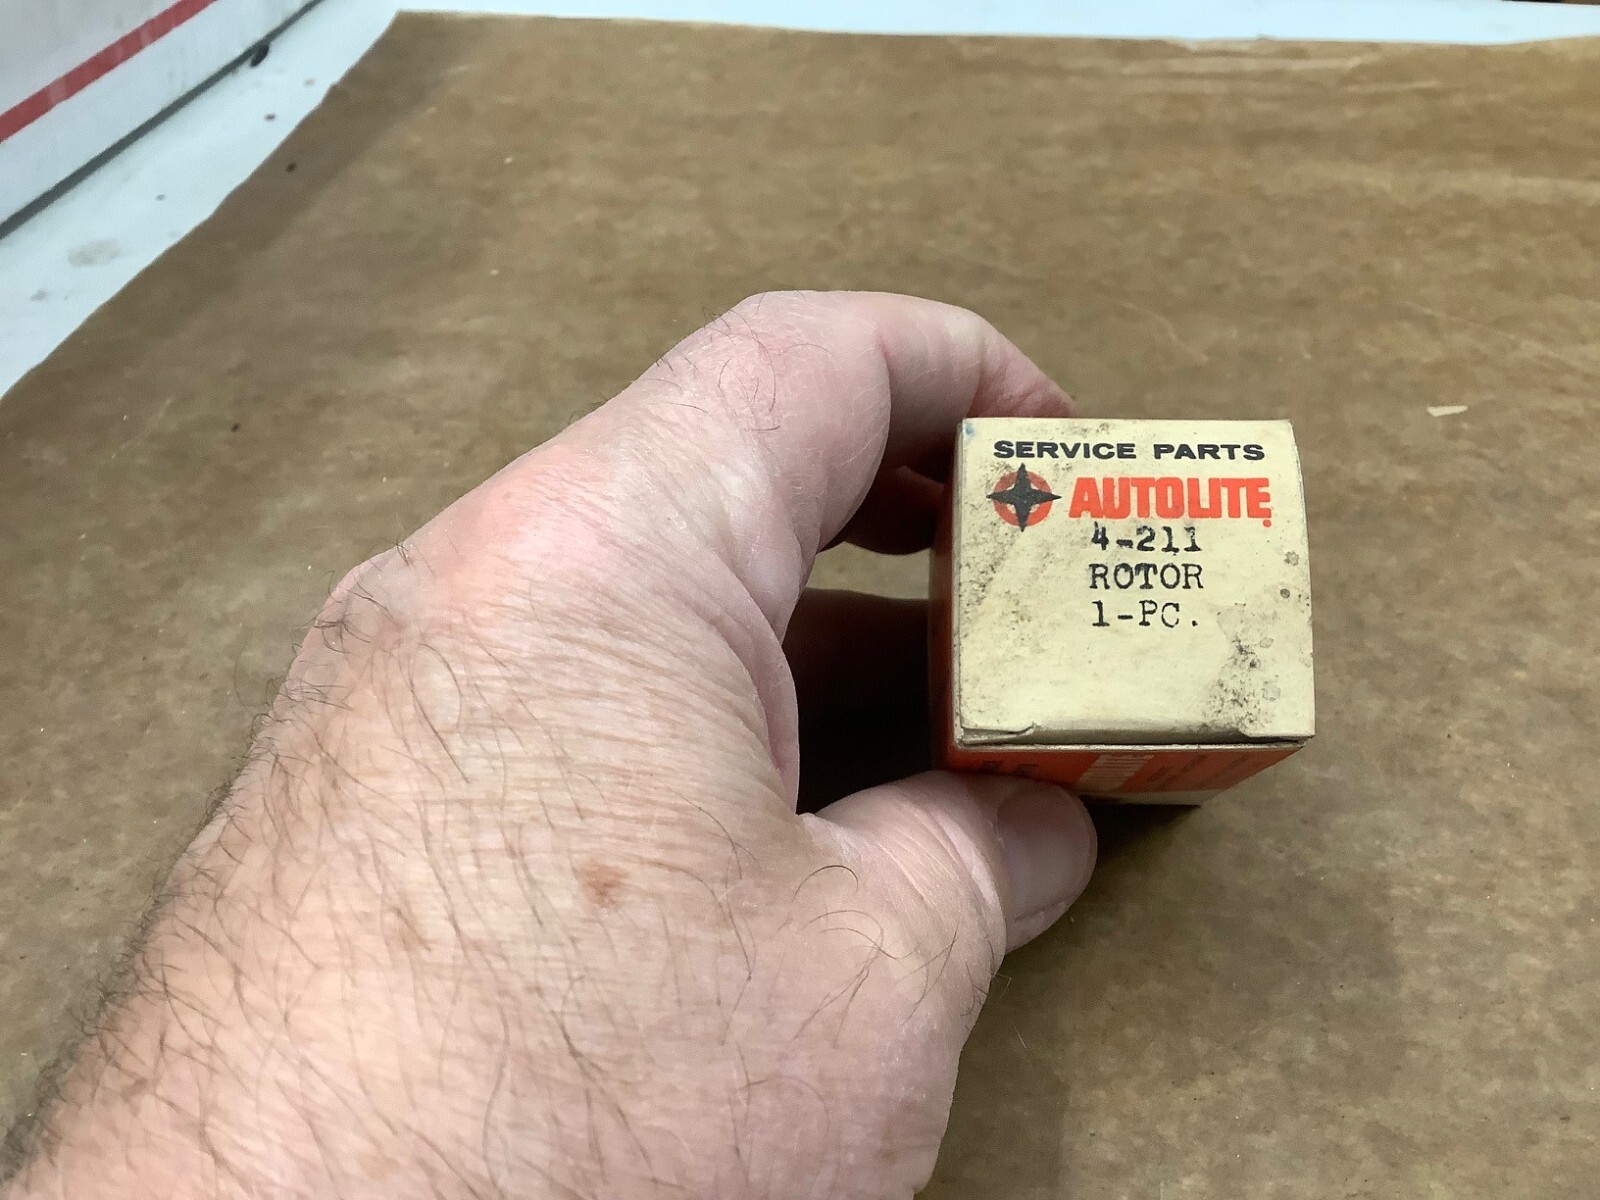 SERVICE PARTS
AUTOLITE
4-211
ROTOR
1-PC.